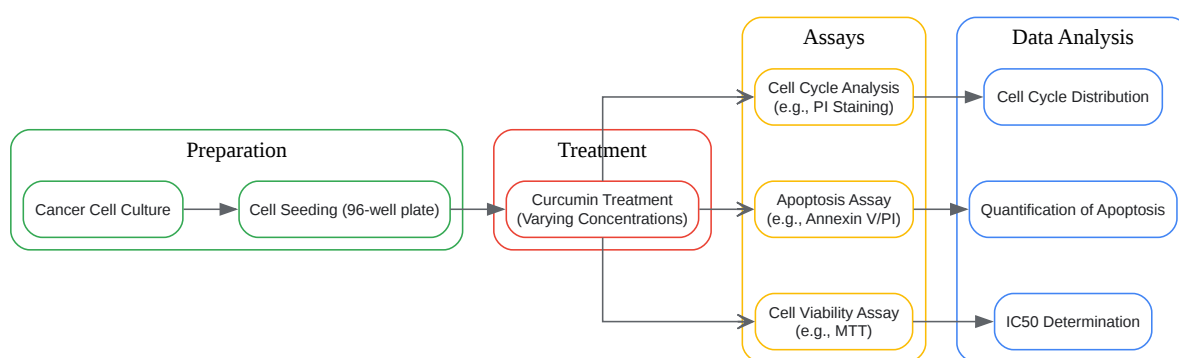 Preparation
Cancer Cell Culture
Cell Seeding (96-well plate)
Treatment
Curcumin Treatment
(Varying Concentrations)
Assays
Cell Cycle Analysis
(e.g., PI Staining)
Apoptosis Assay
(e.g., Annexin V/PI)
Cell Viability Assay
(e.g., MTT)
Data Analysis
Cell Cycle Distribution
Quantification of Apoptosis
IC50 Determination